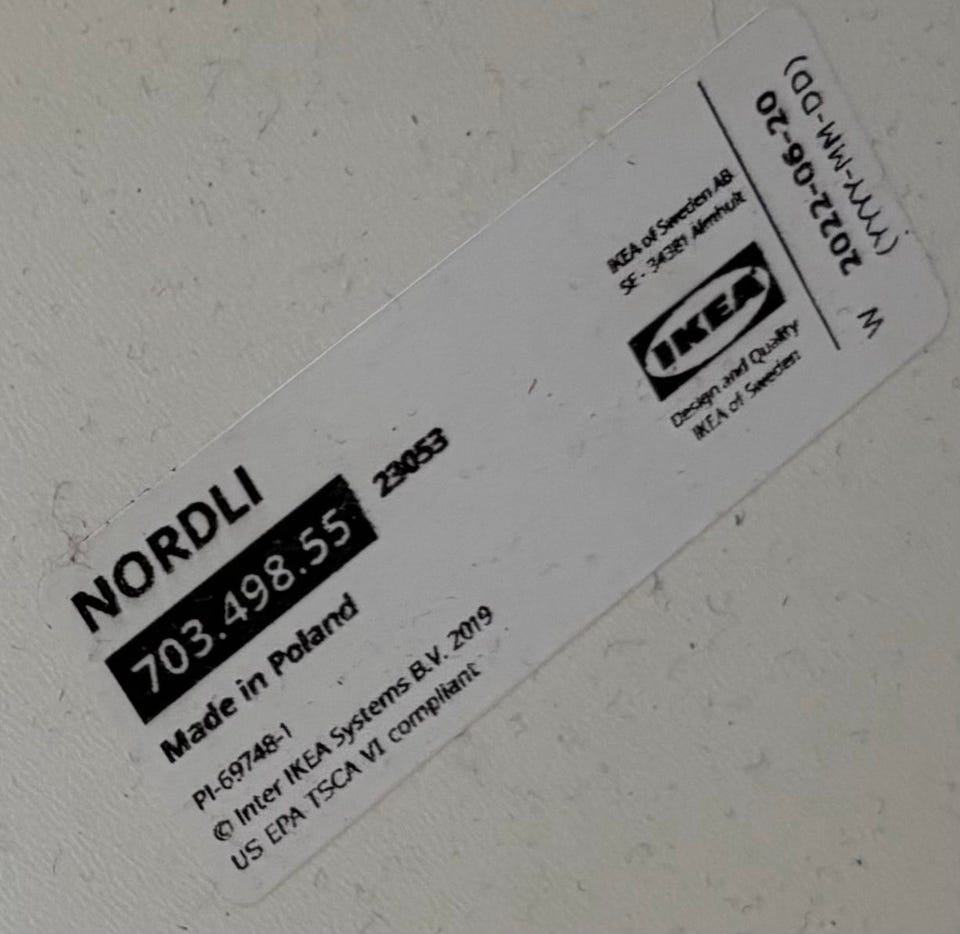 NORDLI
703.498.55
23053
Made in Poland
PI-69748-1
© Inter IKEA Systems B.V. 2019
US EPA TSCA VI compliant
IKEA of Sweden AB
SE - 34381 Älmhult
IKEA
Design and Quality
IKEA of Sweden
2022-06-20
(YYYY-MM-DD)
W